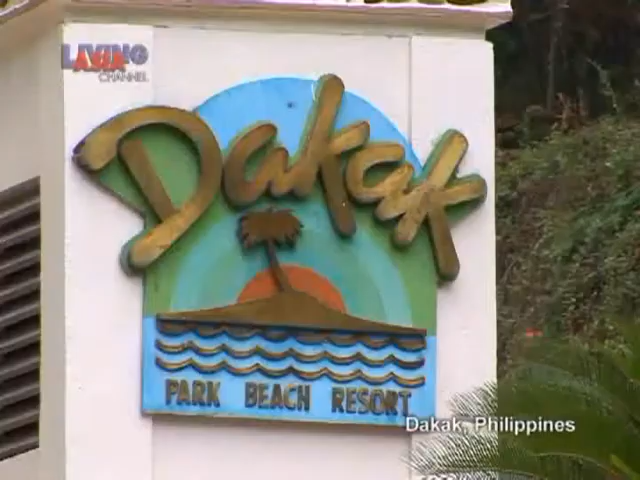 LIVING
ASIA
CHANNEL
Dakak
PARK BEACH RESORT
Dakak, Philippines